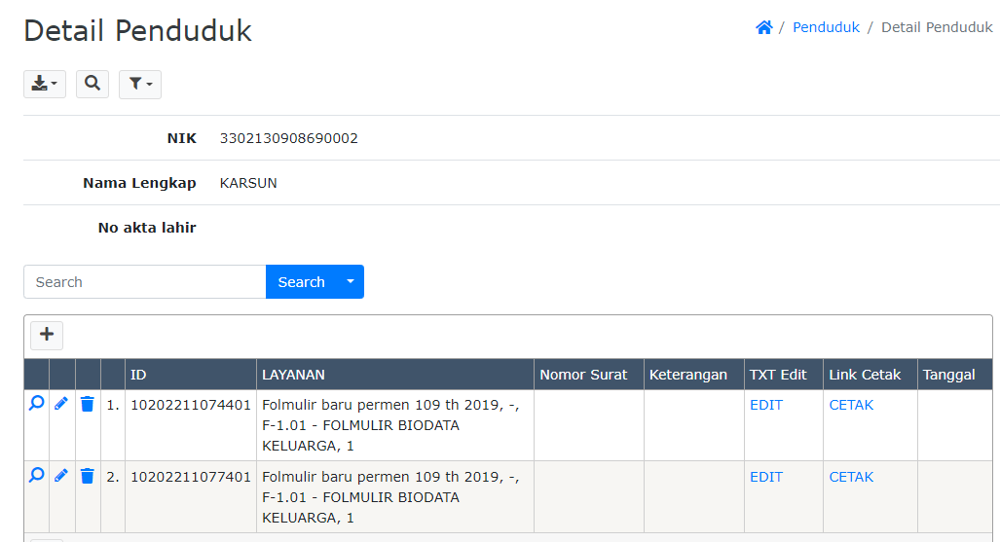 Detail Penduduk
/ Penduduk / Detail Penduduk
NIK 3302130908690002
Nama Lengkap KARSUN
No akta lahir
Search Search
ID LAYANAN Nomor Surat Keterangan TXT Edit Link Cetak Tanggal
1. 10202211074401 Folmulir baru permen 109 th 2019, -, EDIT CETAK
F-1.01 - FOLMULIR BIODATA
KELUARGA, 1
2. 10202211077401 Folmulir baru permen 109 th 2019, -, EDIT CETAK
F-1.01 - FOLMULIR BIODATA
KELUARGA, 1